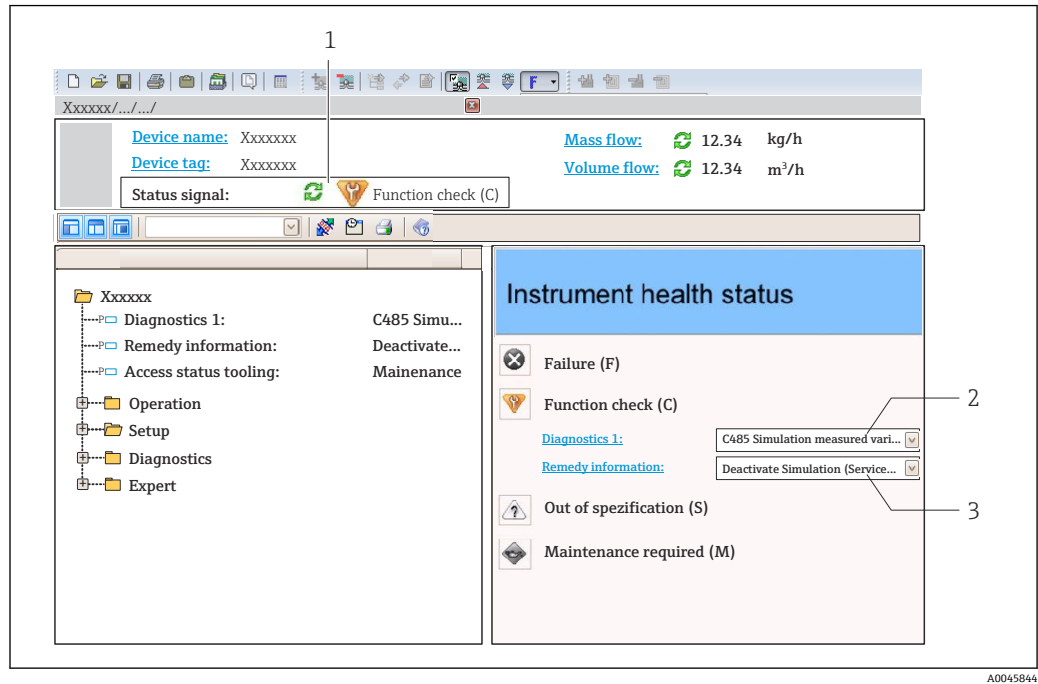 1
F
Xxxxxx/.../.../
Device name: Xxxxxxx
Mass flow: 12.34 kg/h
Device tag: Xxxxxxx
Volume flow: 12.34 m³/h
Status signal: Function check (C)
Xxxxxx
Diagnostics 1: C485 Simu...
Remedy information: Deactivate...
Access status tooling: Mainenance
Operation
Setup
Diagnostics
Expert
Instrument health status
Failure (F)
Function check (C)
2
Diagnostics 1: C485 Simulation measured vari...
Remedy information: Deactivate Simulation (Service...
Out of spezification (S)
3
Maintenance required (M)
A0045844